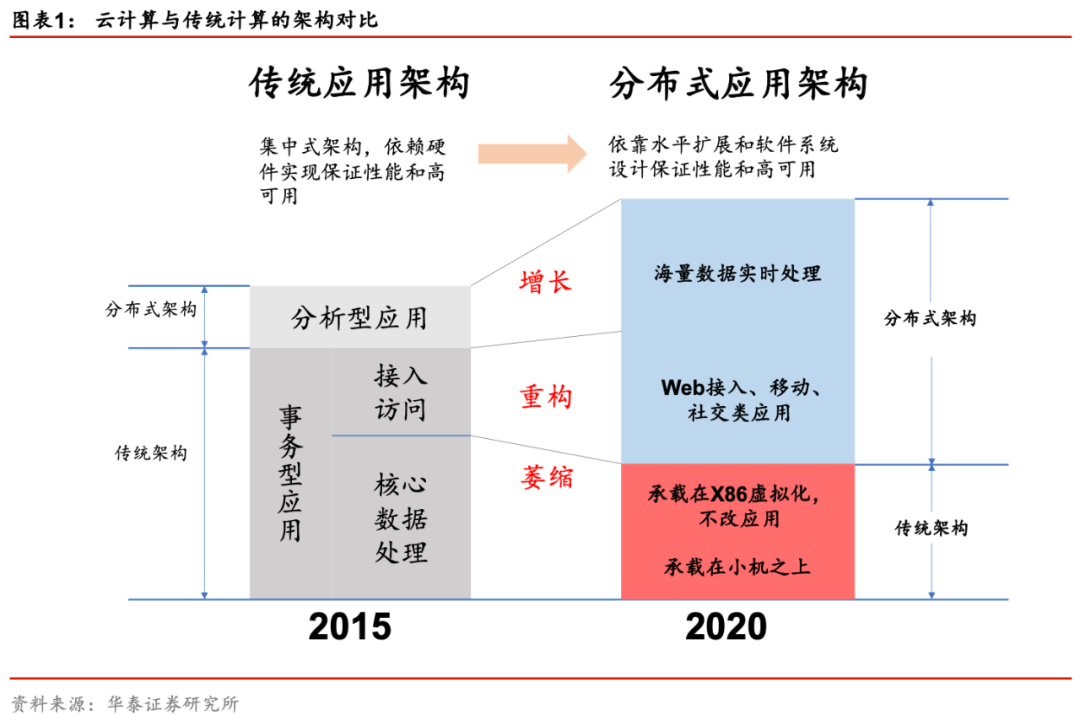 图表1： 云计算与传统计算的架构对比
传统应用架构
分布式应用架构
集中式架构，依赖硬
件实现保证性能和高
可用
依靠水平扩展和软件系统
设计保证性能和高可用
分布式架构
传统架构
分析型应用
事务型应用
接入
访问
核心
数据
处理
增长
重构
萎缩
海量数据实时处理
Web接入、移动、
社交类应用
承载在X86虚拟化，
不改应用
承载在小机之上
分布式架构
传统架构
2015
2020
资料来源：华泰证券研究所